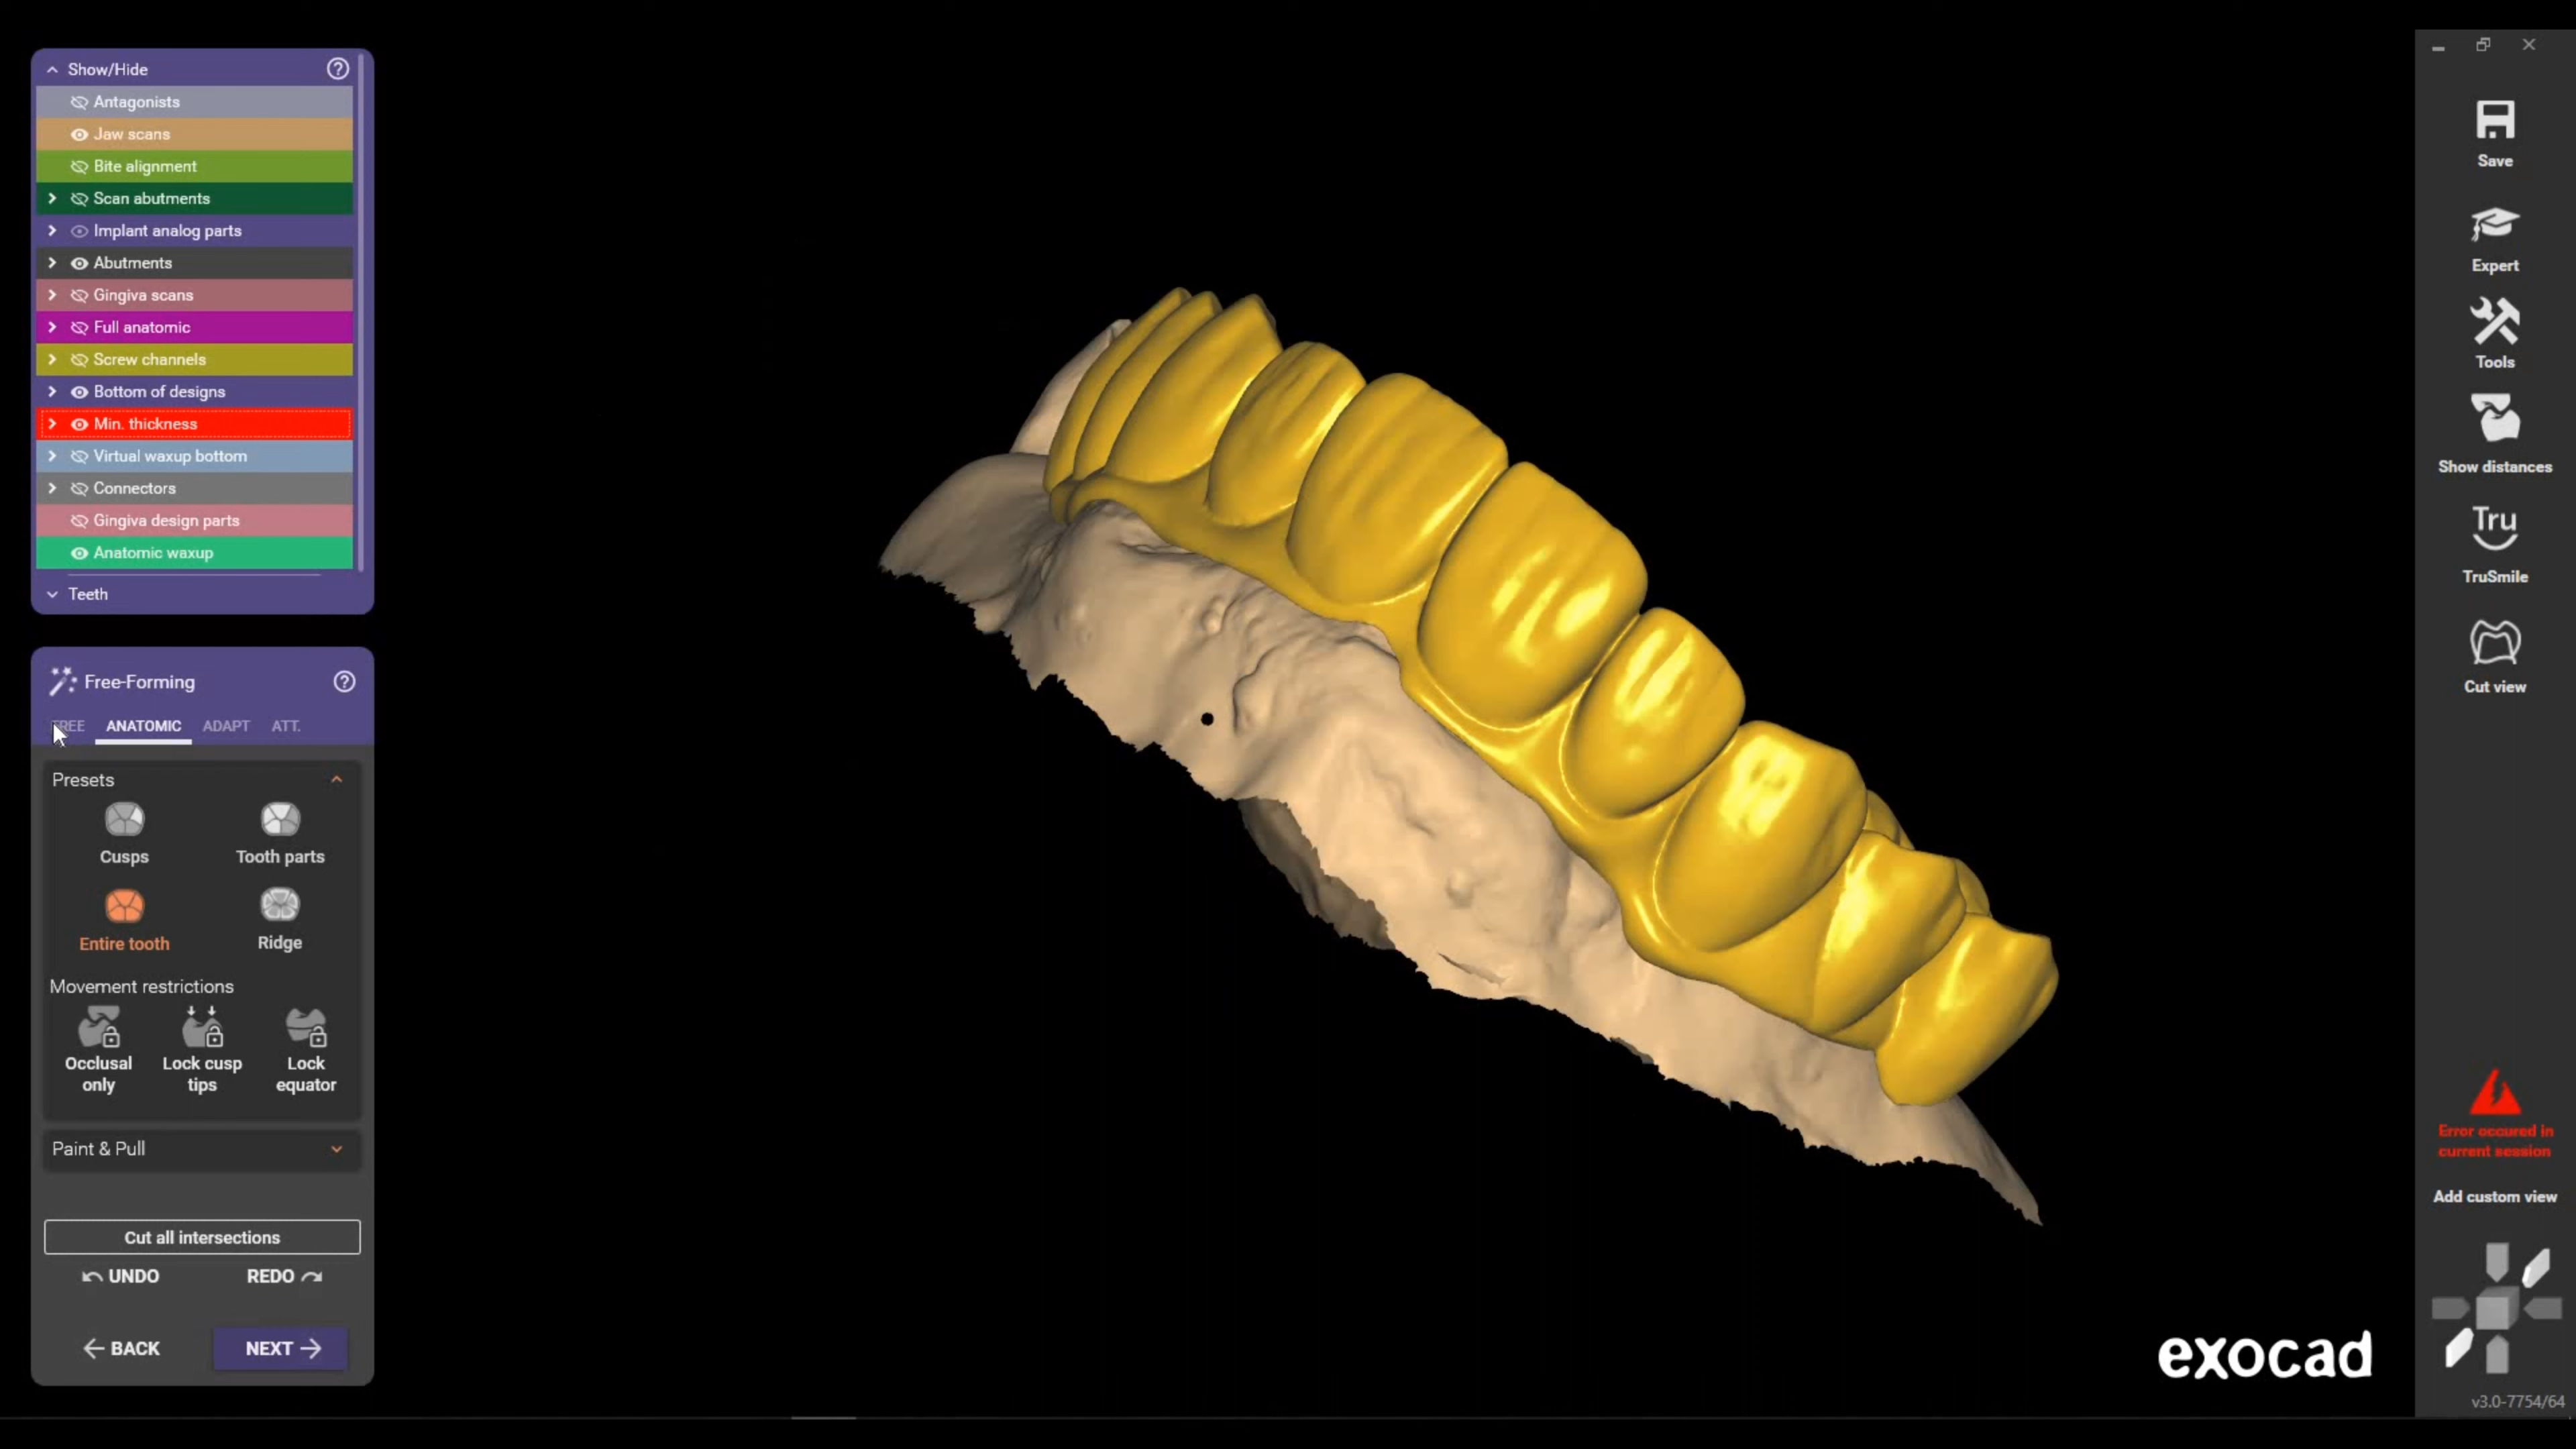 Show/Hide
Antagonists
Jaw scans
Bite alignment
Scan abutments
Implant analog parts
Abutments
Gingiva scans
Full anatomic
Screw channels
Bottom of designs
Min. thickness
Virtual waxup bottom
Connectors
Gingiva design parts
Anatomic waxup
Teeth
Free-Forming
FREE ANATOMIC ADAPT ATT.
Presets
Cusps
Tooth parts
Entire tooth
Ridge
Movement restrictions
Occlusal
only
Lock cusp
tips
Lock
equator
Paint & Pull
Cut all intersections
UNDO
REDO
BACK
NEXT
Save
Expert
Tools
Show distances
Tru
TruSmile
Cut view
Error occured in
current session
Add custom view
exocad
v3.0-7754/64